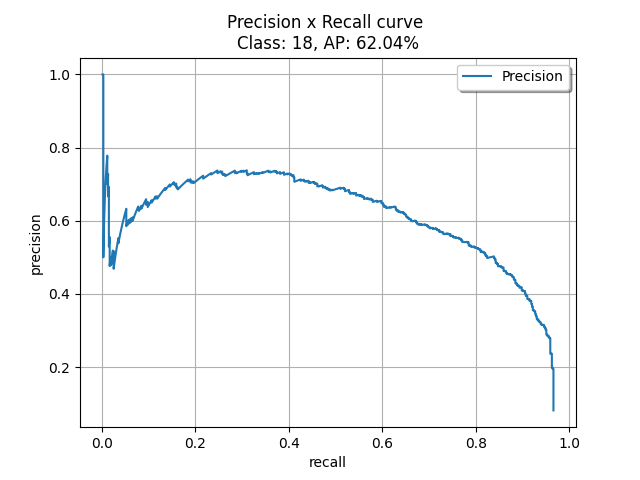 Precision x Recall curve
Class: 18, AP: 62.04%
Precision
precision
1.0
0.8
0.6
0.4
0.2
0.0 0.2 0.4 0.6 0.8 1.0
recall